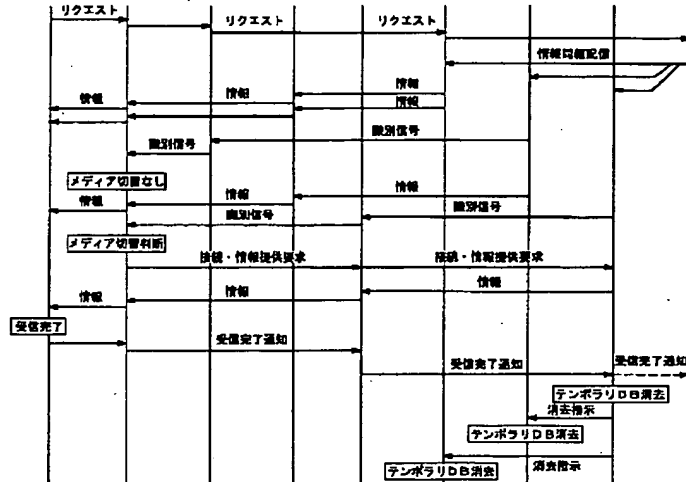 リクエスト
リクエスト
リクエスト
情報同報配信
情報
情報
情報
情報
識別信号
識別信号
メディア切替なし
情報
情報
情報
識別信号
識別信号
メディア切替判断
接続・情報提供要求
接続・情報提供要求
情報
情報
情報
受信完了
受信完了通知
受信完了通知
受信完了通知
テンポラリDB消去
消去指示
テンポラリDB消去
消去指示
テンポラリDB消去